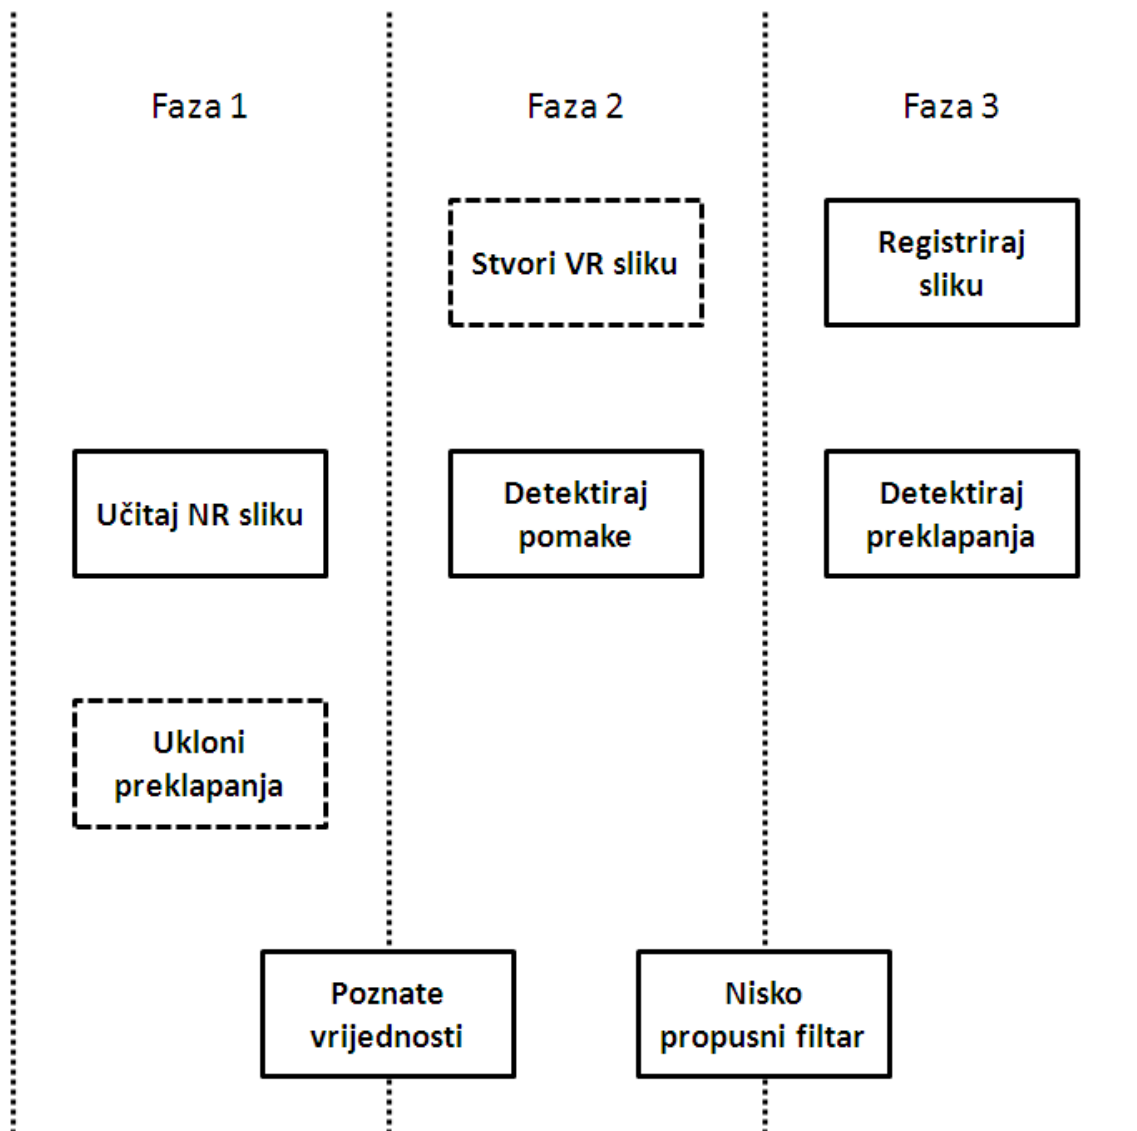 Faza 1
Faza 2
Faza 3
Stvori VR sliku
Registriraj
sliku
Učitaj NR sliku
Detektiraj
pomake
Detektiraj
preklapanja
Ukloni
preklapanja
Poznate
vrijednosti
Nisko
propusni filtar